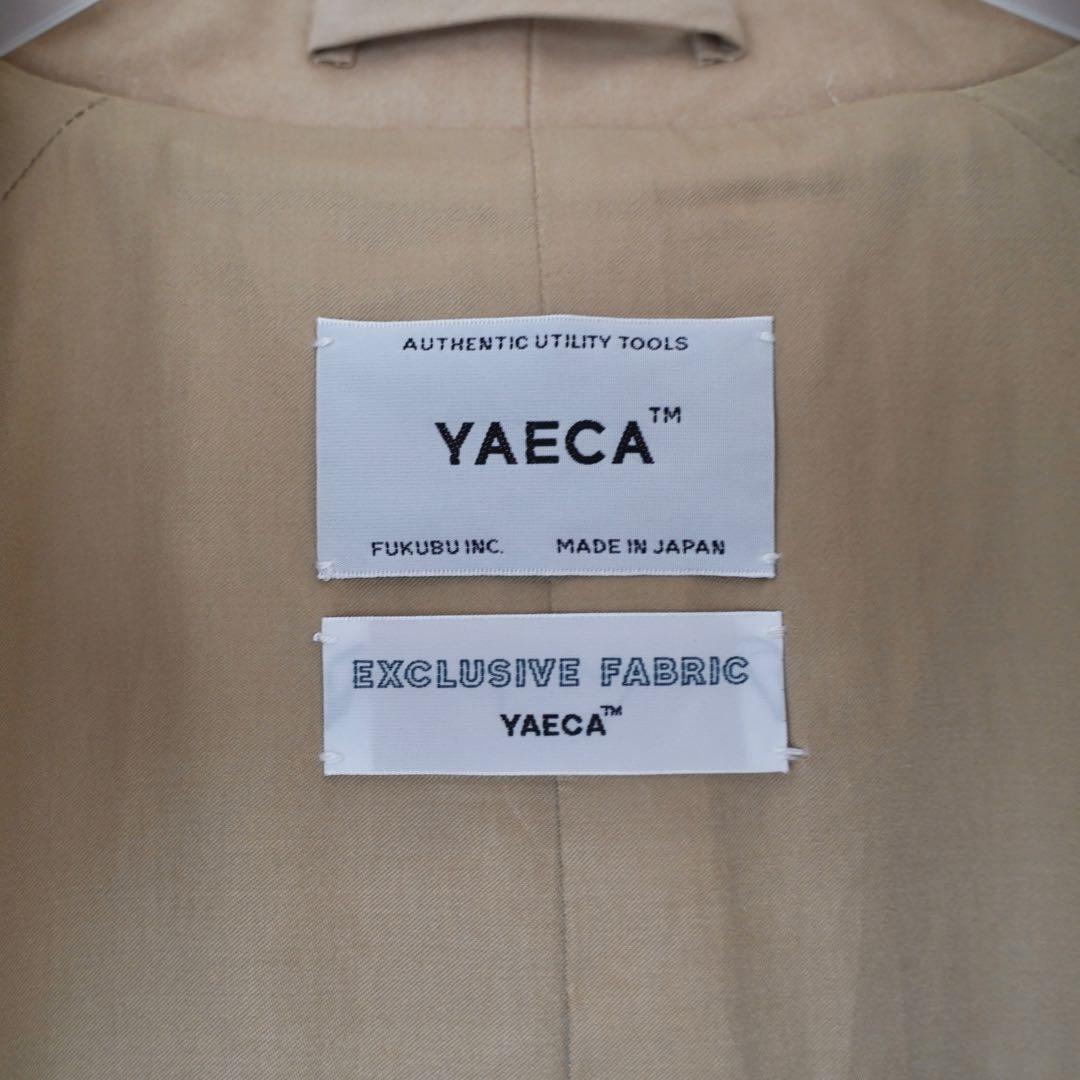 AUTHENTIC UTILITY TOOLS
YAECA™
FUKUBU INC. MADE IN JAPAN
EXCLUSIVE FABRIC
YAECA™